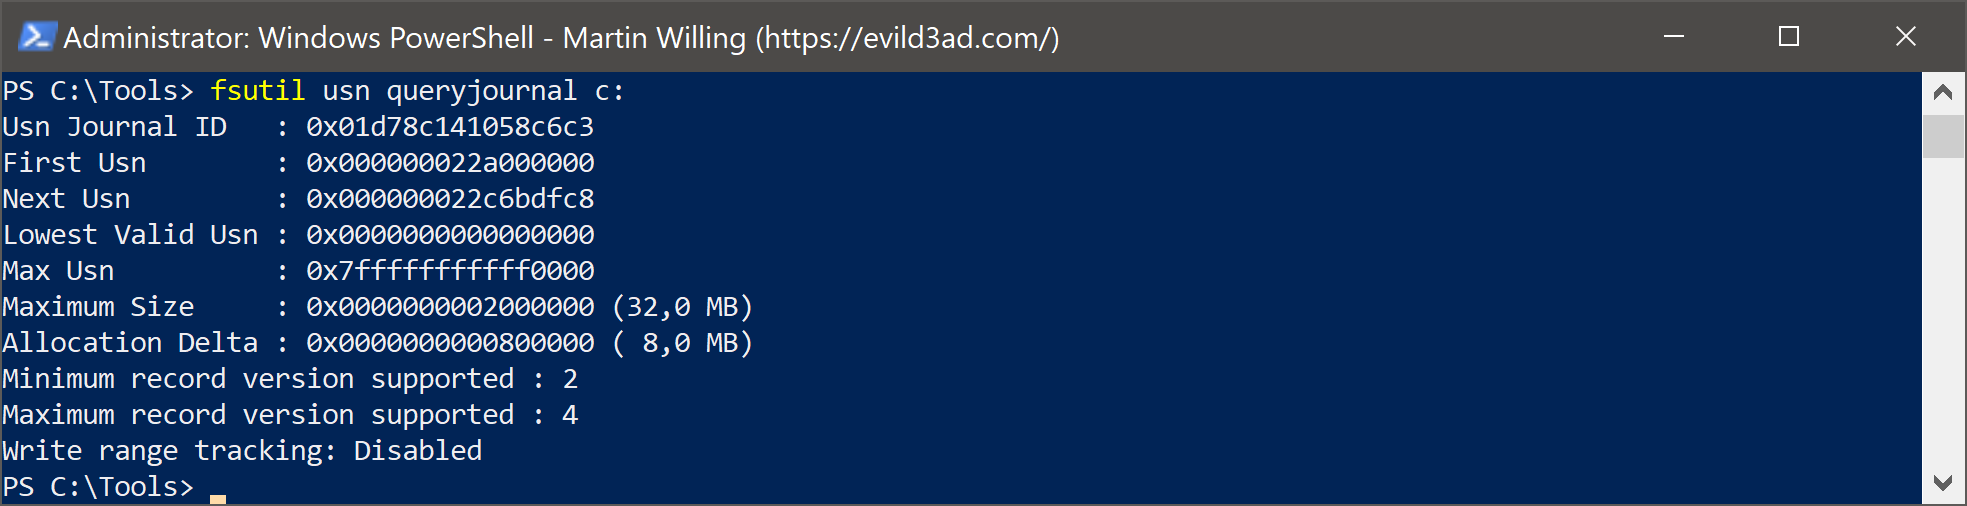 Administrator: Windows PowerShell - Martin Willing (https://evild3ad.com/)
PS C:\Tools> fsutil usn queryjournal c:
Usn Journal ID   : 0x01d78c141058c6c3
First Usn        : 0x000000022a000000
Next Usn         : 0x000000022c6bdfc8
Lowest Valid Usn : 0x0000000000000000
Max Usn          : 0x7fffffffffff0000
Maximum Size     : 0x0000000002000000 (32,0 MB)
Allocation Delta : 0x0000000000800000 ( 8,0 MB)
Minimum record version supported : 2
Maximum record version supported : 4
Write range tracking: Disabled
PS C:\Tools>